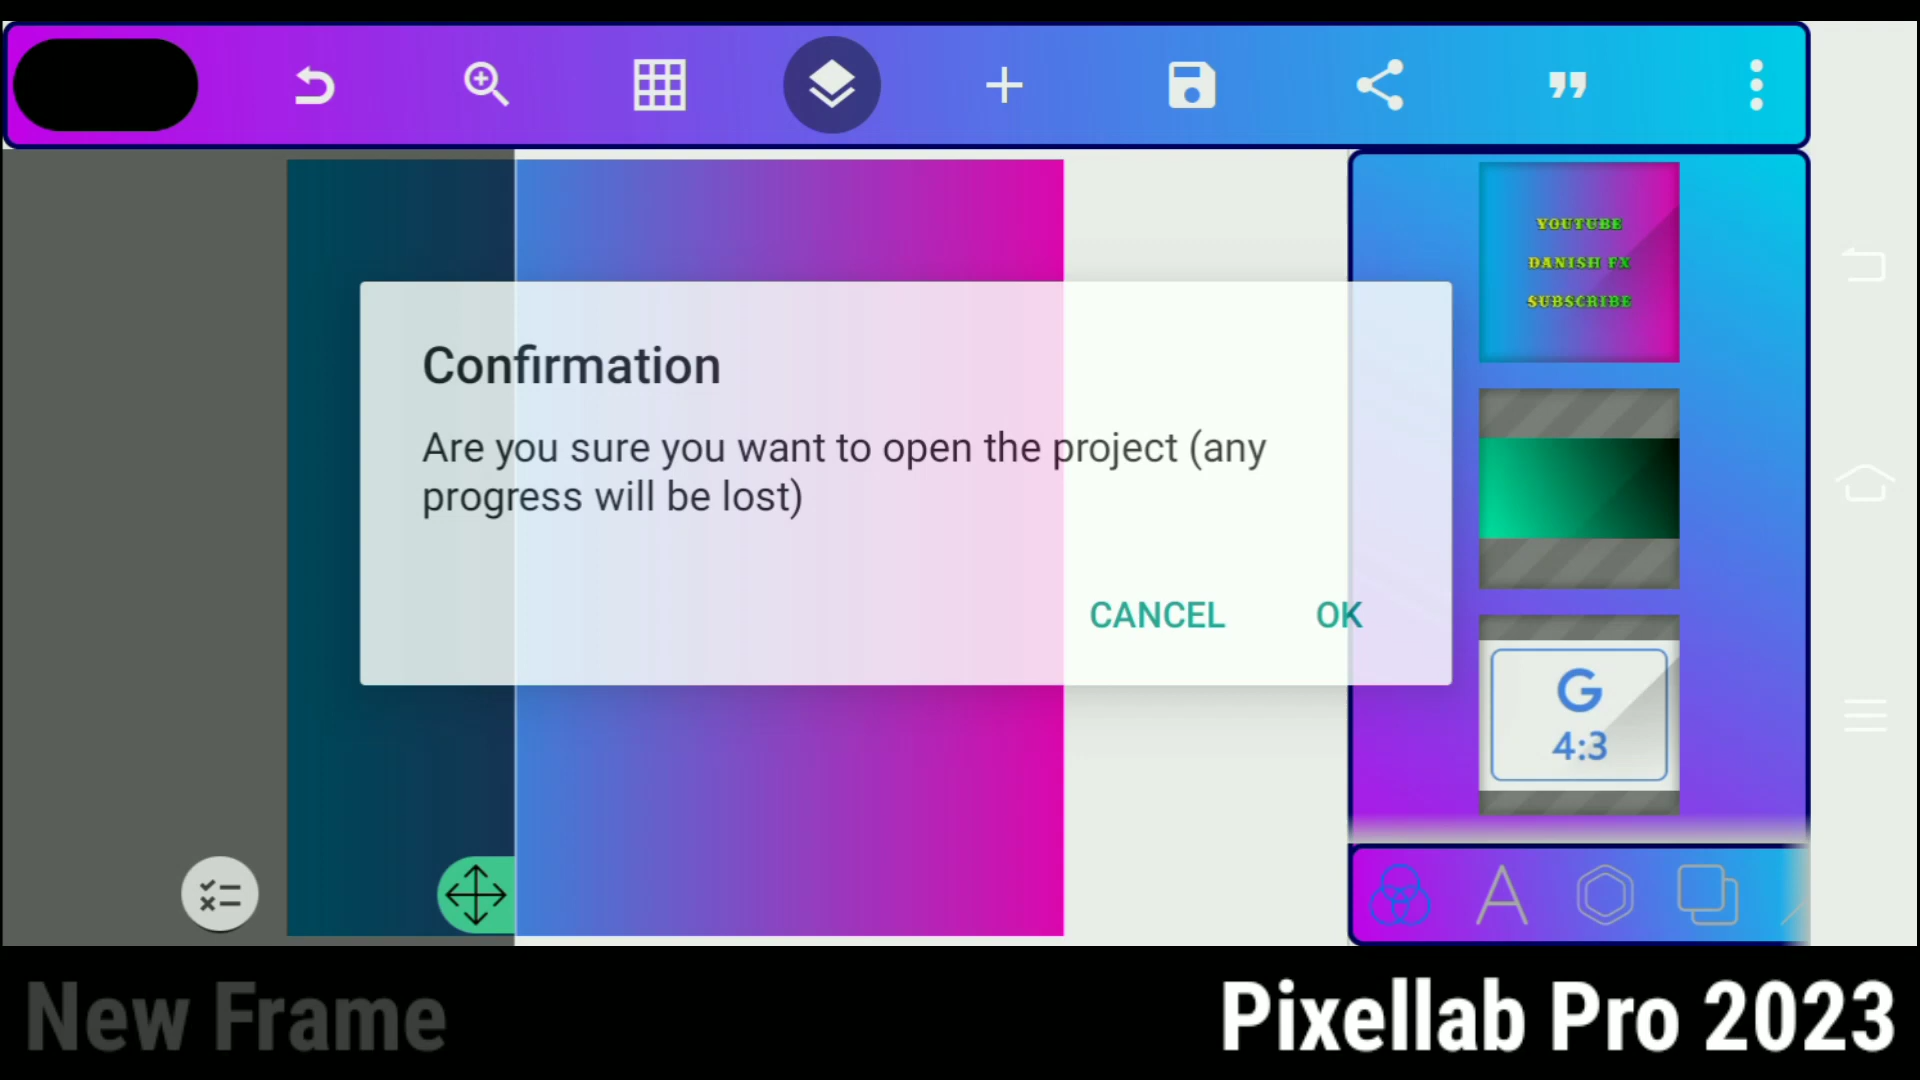 YOUTUBE
DANISH FX
SUBSCRIBE
Confirmation
Are you sure you want to open the project (any
progress will be lost)
CANCEL OK
G
4:3
A
New Frame
Pixellab Pro 2023